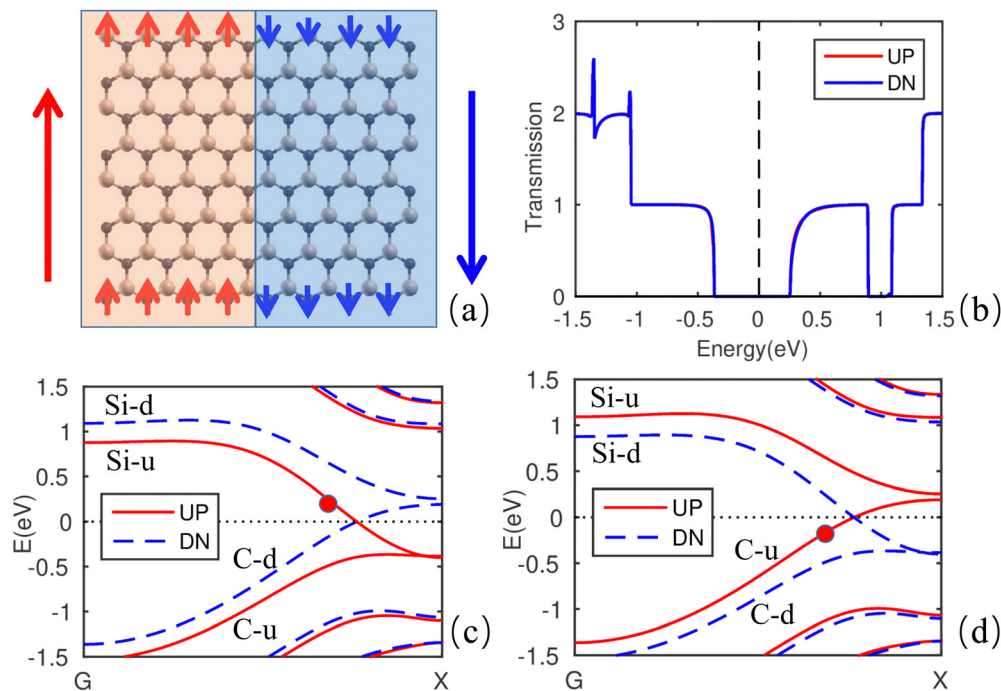 (a)
3
2
1
0
Transmission
UP
DN
-1.5
-1
-0.5
0
0.5
1
1.5
Energy(eV)
(b)
1.5
1
0.5
0
-0.5
-1
-1.5
E(eV)
Si-d
Si-u
UP
DN
C-d
C-u
G
X
(c)
1.5
1
0.5
0
-0.5
-1
-1.5
E(eV)
Si-u
Si-d
UP
DN
C-u
C-d
G
X
(d)